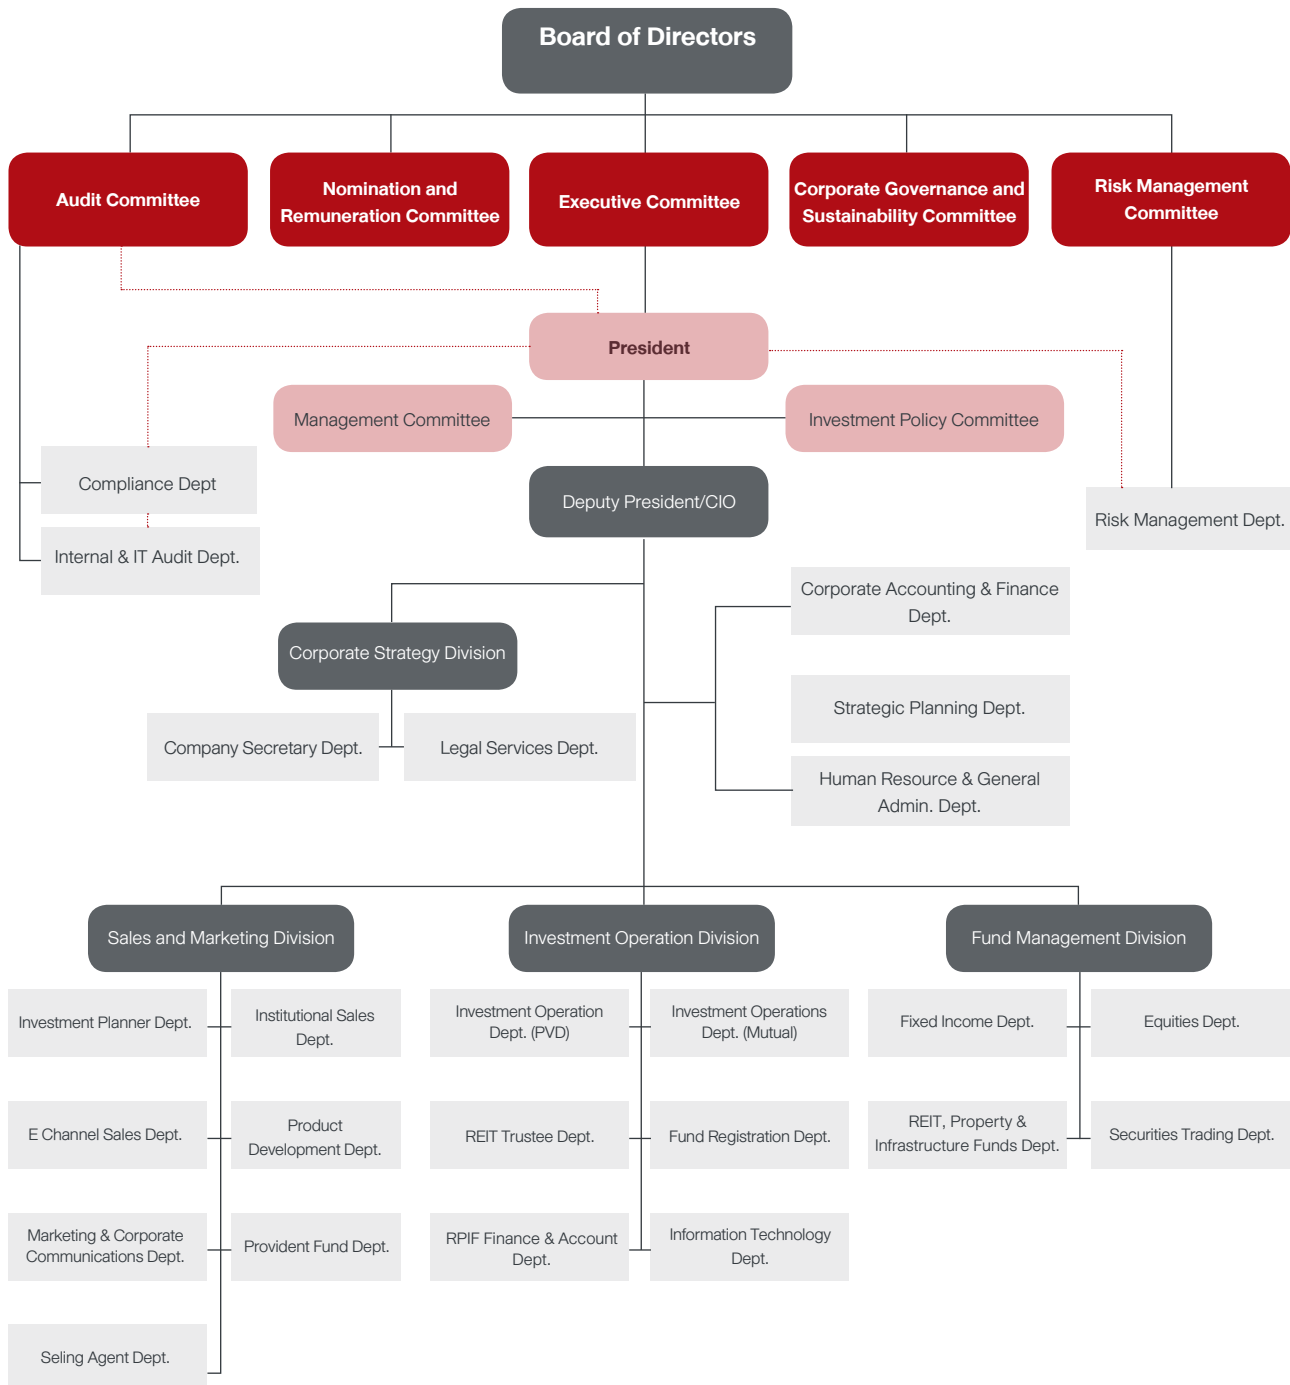 Board of Directors
Audit Committee
Nomination and
Remuneration Committee
Executive Committee
Corporate Governance and
Sustainability Committee
Risk Management
Committee
President
Management Committee
Investment Policy Committee
Compliance Dept
Internal & IT Audit Dept.
Deputy President/CIO
Risk Management Dept.
Corporate Accounting & Finance
Dept.
Corporate Strategy Division
Strategic Planning Dept.
Company Secretary Dept.
Legal Services Dept.
Human Resource & General
Admin. Dept.
Sales and Marketing Division
Investment Operation Division
Fund Management Division
Investment Planner Dept.
Institutional Sales
Dept.
Investment Operation
Dept. (PVD)
Investment Operations
Dept. (Mutual)
Fixed Income Dept.
Equities Dept.
E Channel Sales Dept.
Product
Development Dept.
REIT Trustee Dept.
Fund Registration Dept.
REIT, Property &
Infrastructure Funds Dept.
Securities Trading Dept.
Marketing & Corporate
Communications Dept.
Provident Fund Dept.
RPIF Finance & Account
Dept.
Information Technology
Dept.
Seling Agent Dept.